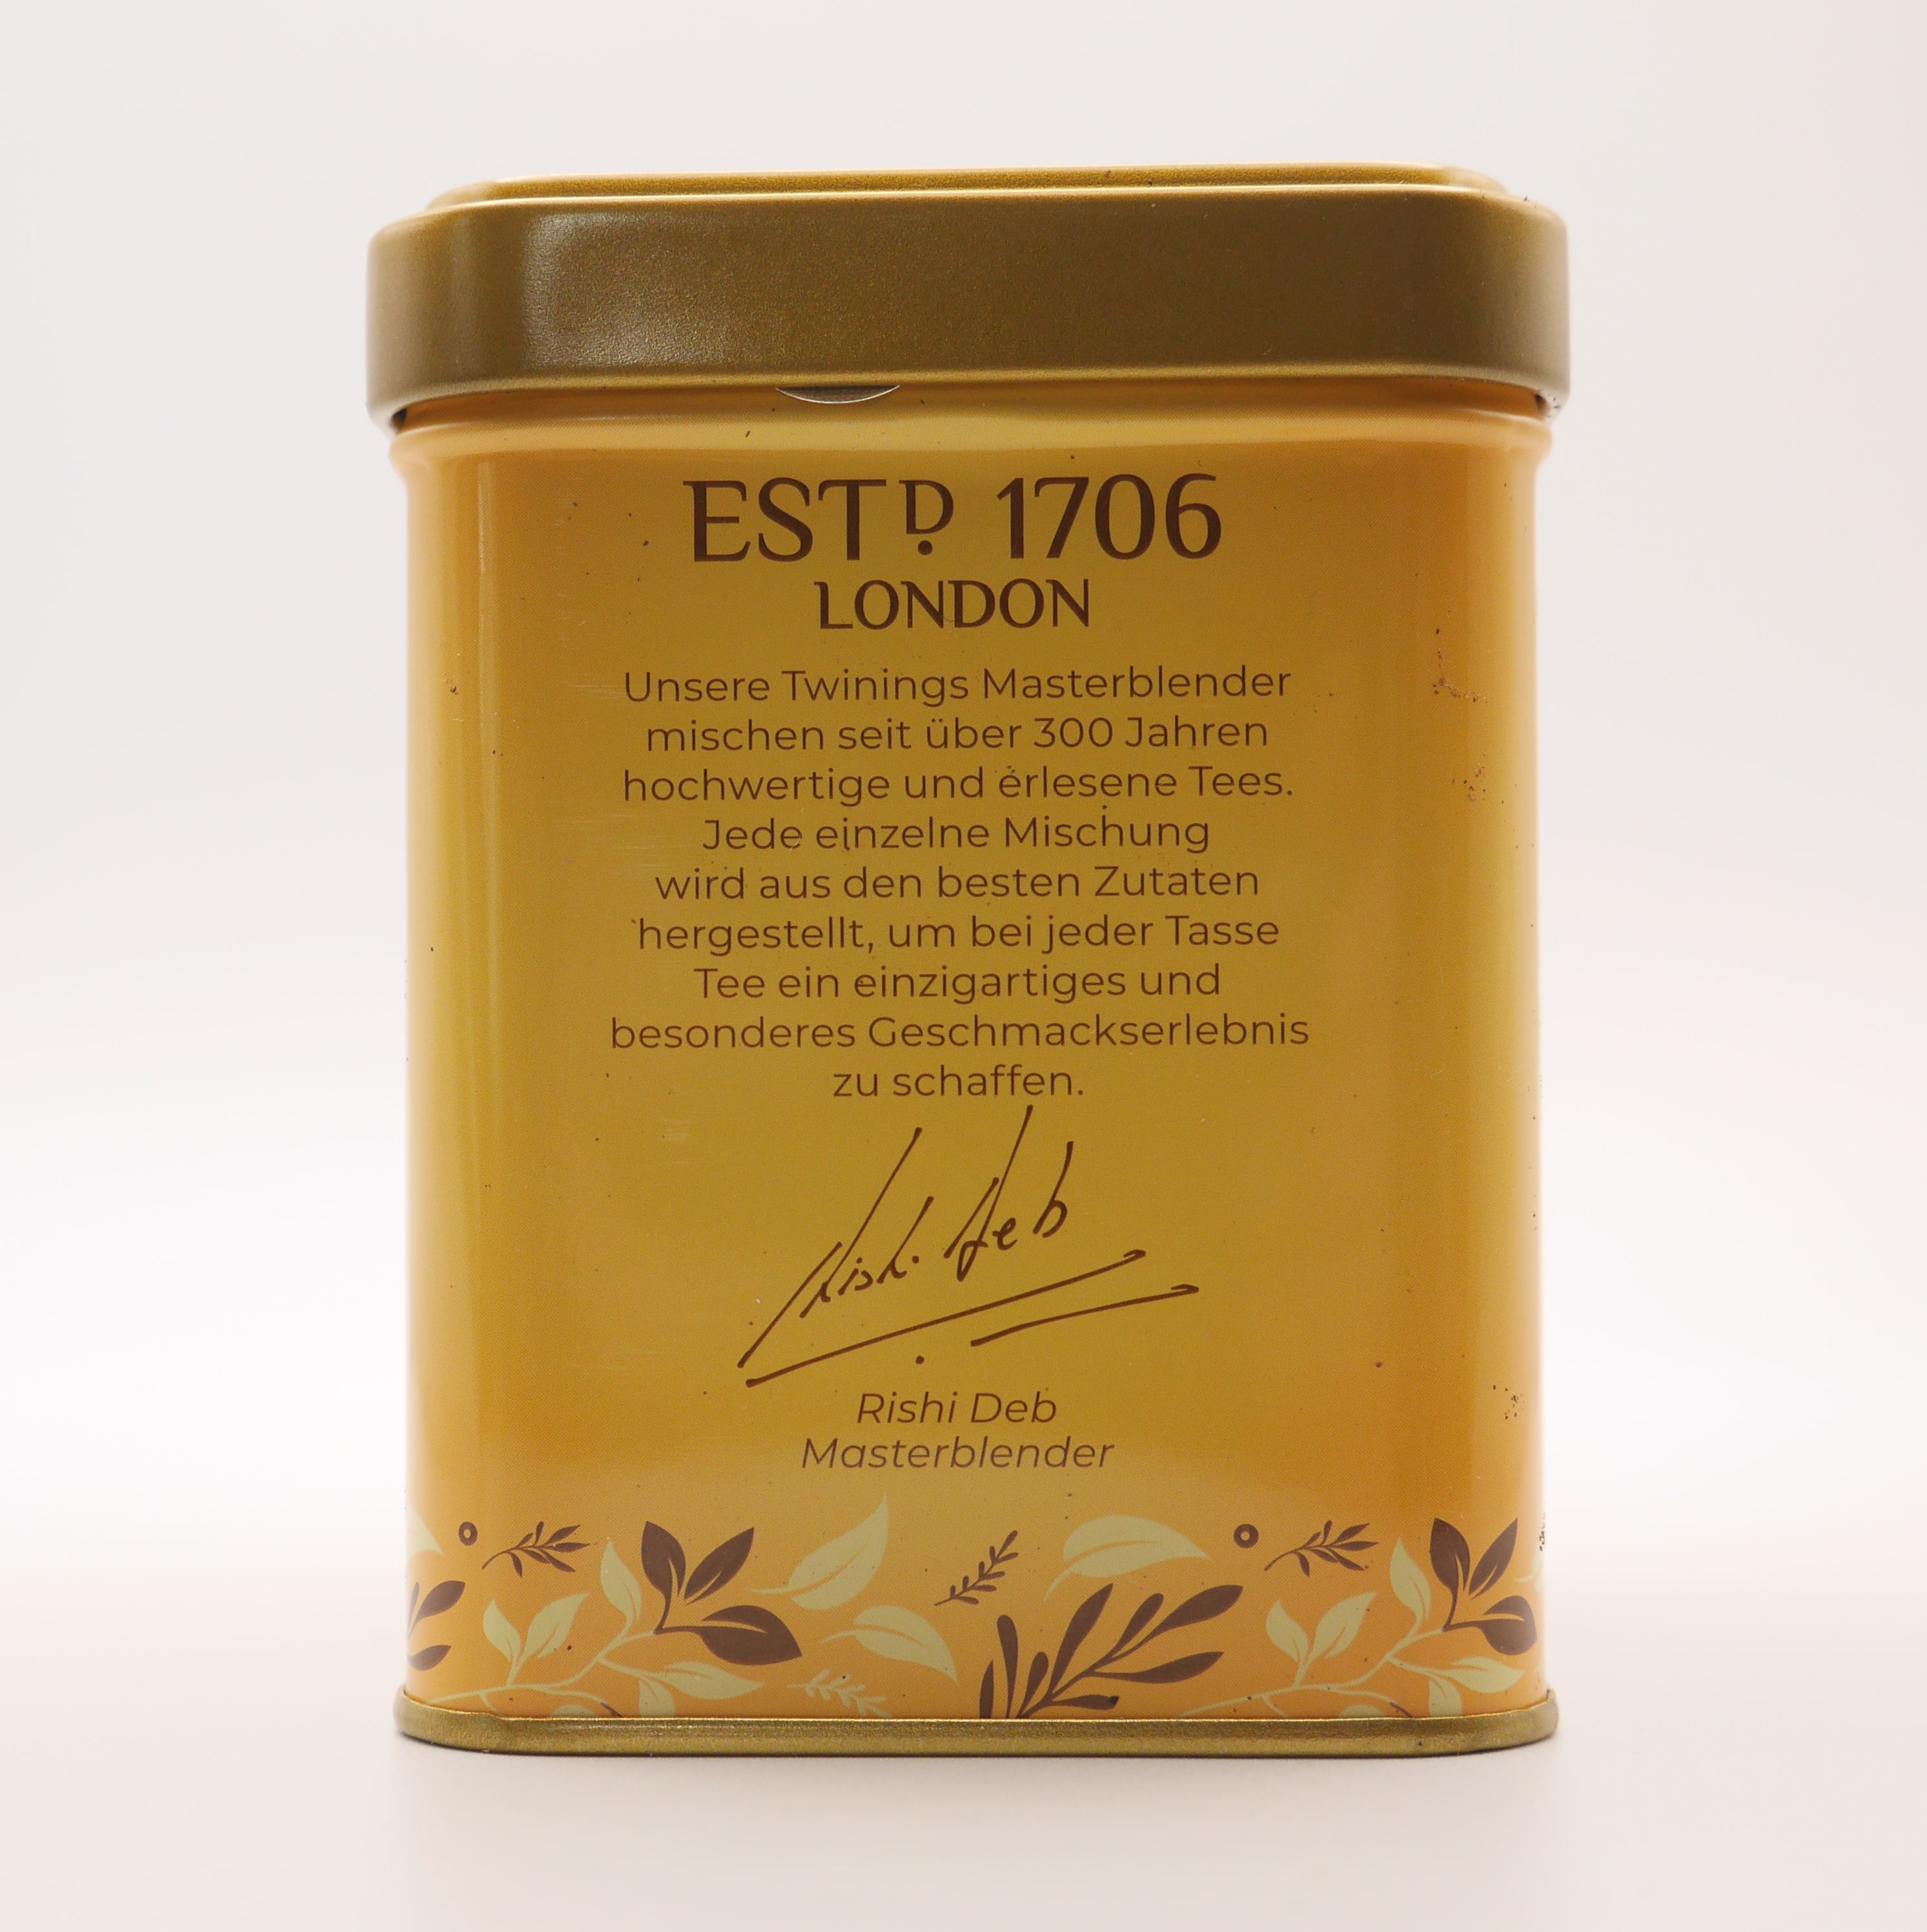 ESTD. 1706
LONDON
Unsere Twinings Masterblender
mischen seit über 300 Jahren
hochwertige und erlesene Tees.
Jede einzelne Mischung
wird aus den besten Zutaten
hergestellt, um bei jeder Tasse
Tee ein einzigartiges und
besonderes Geschmackserlebnis
zu schaffen.
Rishi Deb
Rishi Deb
Masterblender